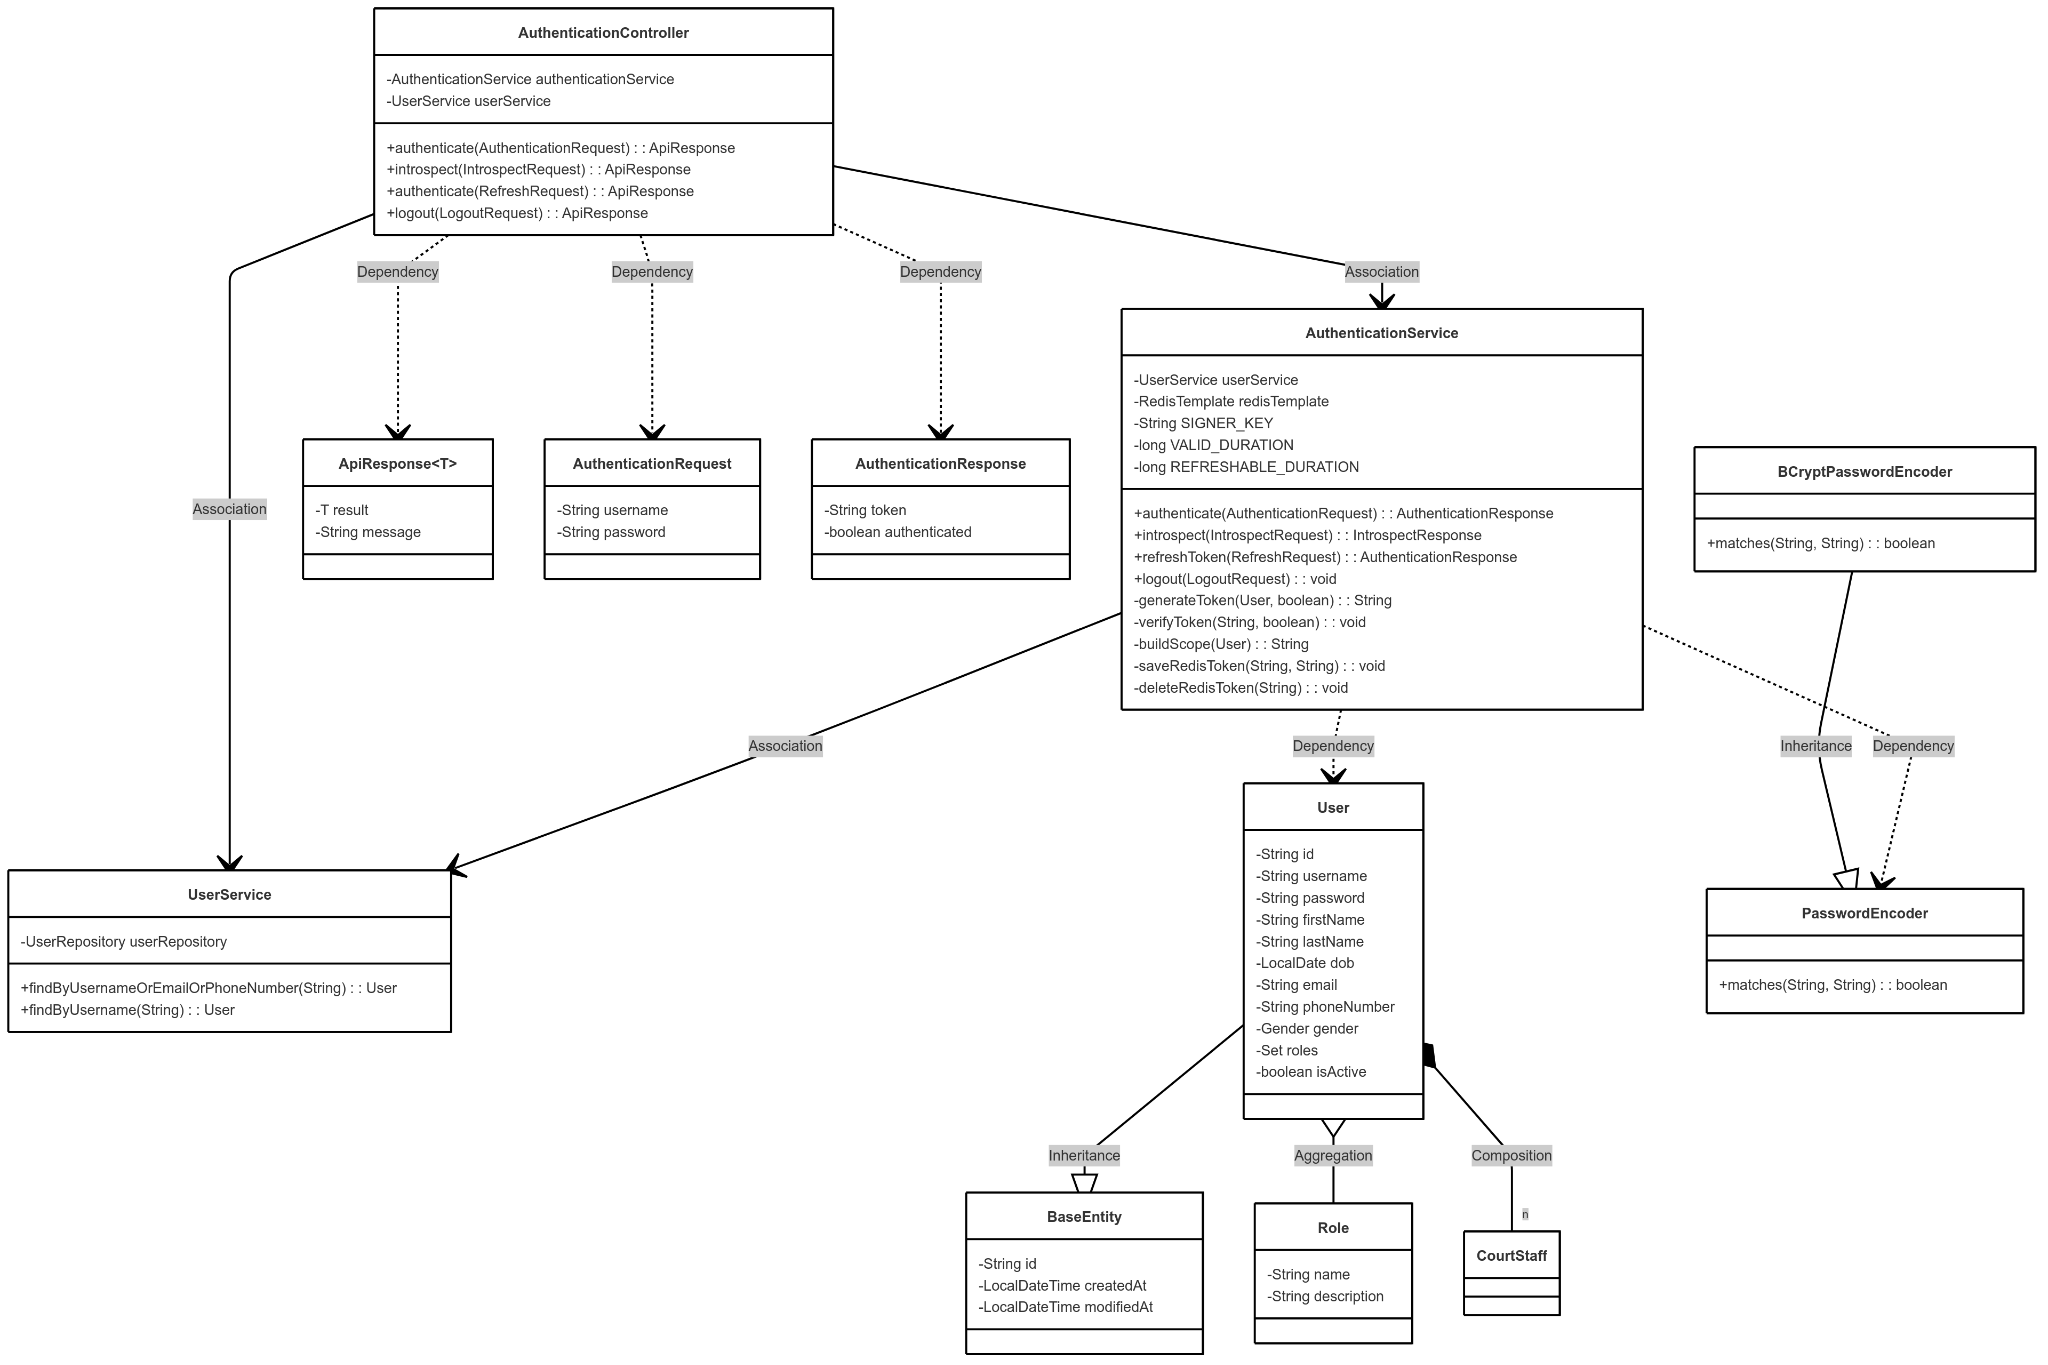 AuthenticationController
-AuthenticationService authenticationService
-UserService userService
+authenticate(AuthenticationRequest) : : ApiResponse
+introspect(IntrospectRequest) : : ApiResponse
+authenticate(RefreshRequest) : : ApiResponse
+logout(LogoutRequest) : : ApiResponse
Dependency
Dependency
Dependency
Association
AuthenticationService
-UserService userService
-RedisTemplate redisTemplate
-String SIGNER_KEY
-long VALID_DURATION
-long REFRESHABLE_DURATION
+authenticate(AuthenticationRequest) : : AuthenticationResponse
+introspect(IntrospectRequest) : : IntrospectResponse
+refreshToken(RefreshRequest) : : AuthenticationResponse
+logout(LogoutRequest) : : void
-generateToken(User, boolean) : : String
-verifyToken(String, boolean) : : void
-buildScope(User) : : String
-saveRedisToken(String, String) : : void
-deleteRedisToken(String) : : void
Association
ApiResponse<T>
-T result
-String message
AuthenticationRequest
-String username
-String password
AuthenticationResponse
-String token
-boolean authenticated
BCryptPasswordEncoder
+matches(String, String) : : boolean
Association
Dependency
Inheritance
Dependency
UserService
-UserRepository userRepository
+findByUsernameOrEmailOrPhoneNumber(String) : : User
+findByUsername(String) : : User
User
-String id
-String username
-String password
-String firstName
-String lastName
-LocalDate dob
-String email
-String phoneNumber
-Gender gender
-Set roles
-boolean isActive
PasswordEncoder
+matches(String, String) : : boolean
Inheritance
Aggregation
Composition
n
BaseEntity
-String id
-LocalDateTime createdAt
-LocalDateTime modifiedAt
Role
-String name
-String description
CourtStaff